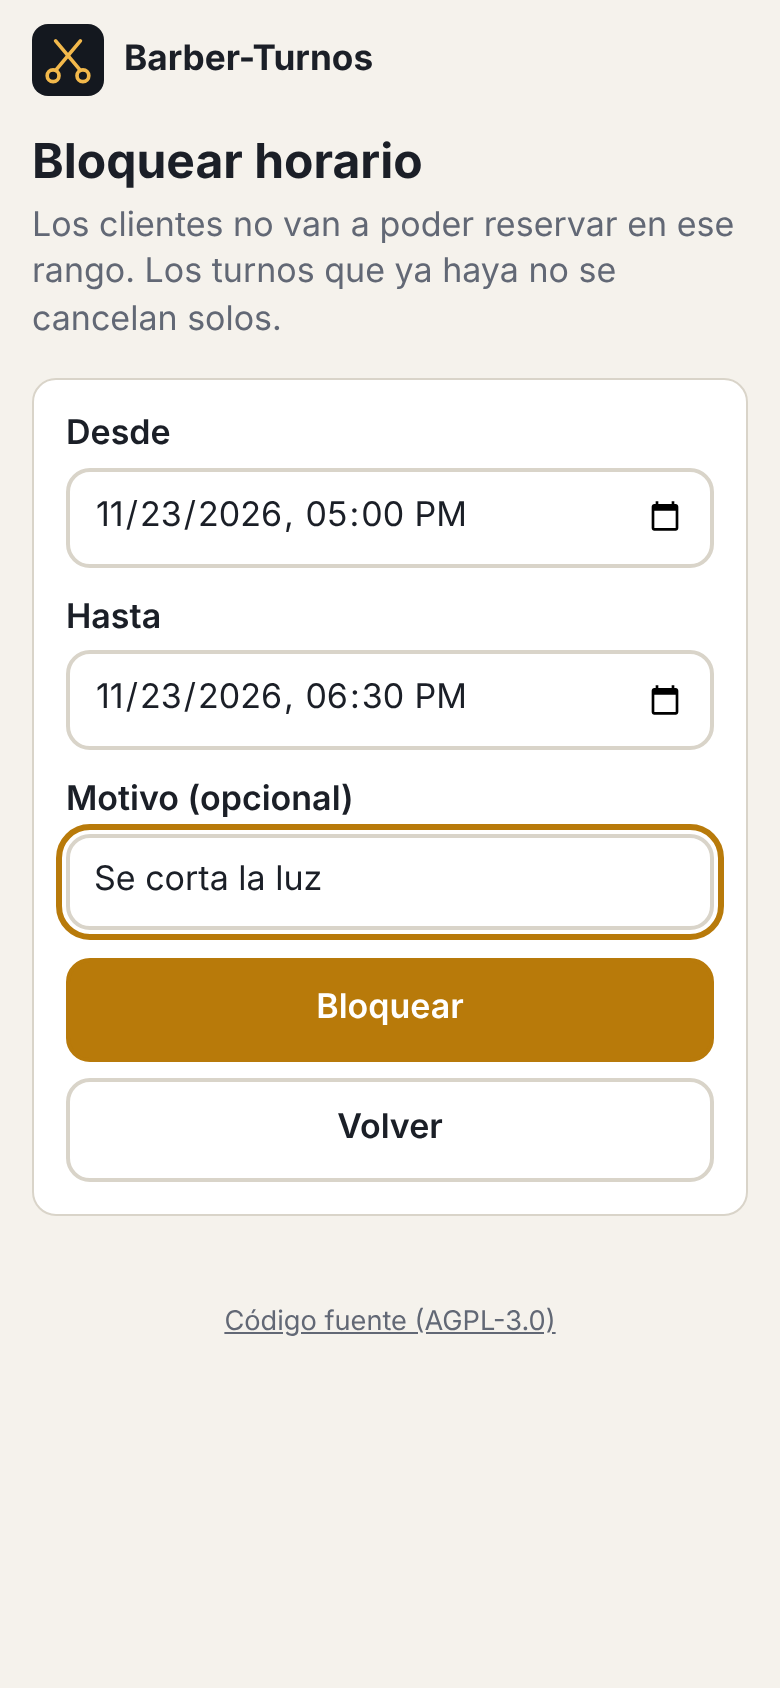 Barber-Turnos
Bloquear horario
Los clientes no van a poder reservar en ese
rango. Los turnos que ya haya no se
cancelan solos.
Desde
11/23/2026, 05:00 PM
Hasta
11/23/2026, 06:30 PM
Motivo (opcional)
Se corta la luz
Bloquear
Volver
Código fuente (AGPL-3.0)